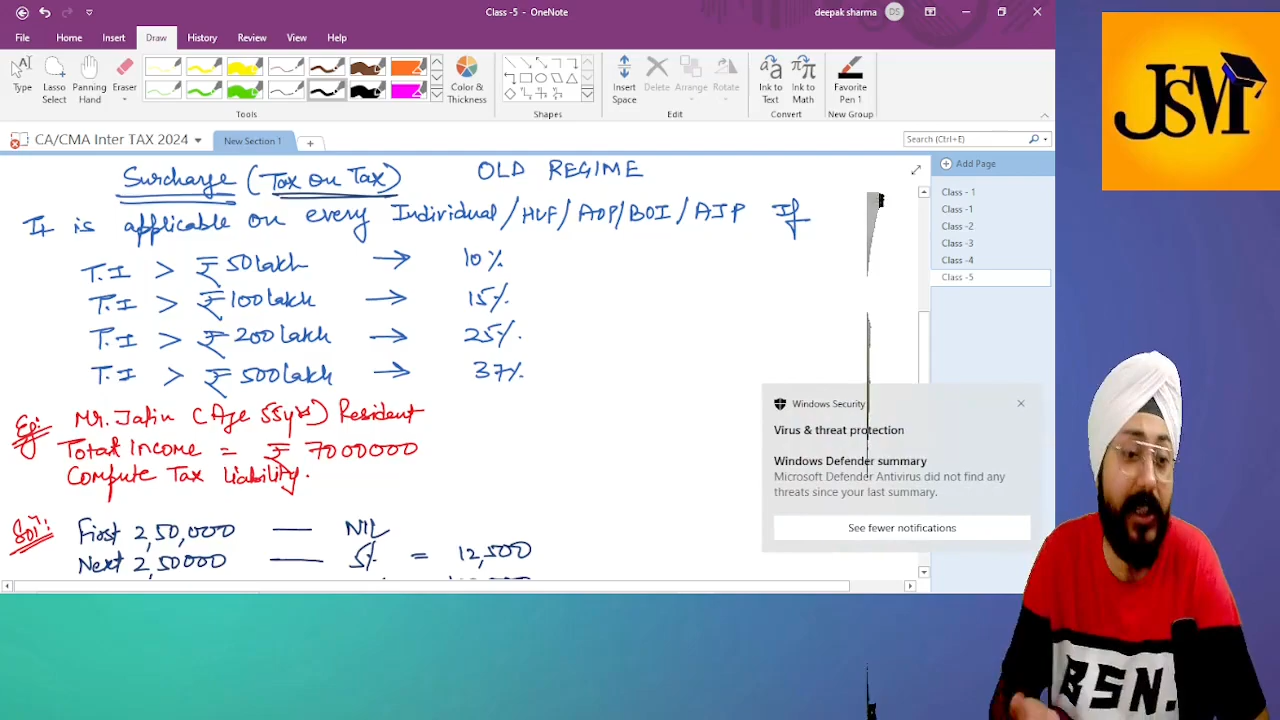 Class -5 - OneNote
deepak sharma DS
File Home Insert Draw History Review View Help
Type
Lasso Select
Panning Hand
Eraser
Color & Thickness
Insert Space
Delete
Arrange
Rotate
Ink to Text
Ink to Math
Favorite Pen 1
Tools
Shapes
Edit
Convert
New Group
CA/CMA Inter TAX 2024
New Section 1
Search (Ctrl+E)
Add Page
Class - 1
Class -1
Class -2
Class -3
Class -4
Class -5
Surcharge (Tax on Tax) OLD REGIME
It is applicable on every Individual/HUF/AOP/BOI/AJP If
T.I > ₹ 50 lakh → 10%
T.I > ₹ 100 lakh → 15%
T.I > ₹ 200 lakh → 25%.
T.I > ₹ 500 lakh → 37%
Eg:- Mr. Jatin (Age 55yrs) Resident
Total Income = ₹ 7000000
Compute Tax liability.
Sol: First 2,50,000 — NIL
Next 2,50000 — 5% = 12,500
Windows Security
Virus & threat protection
Windows Defender summary
Microsoft Defender Antivirus did not find any
threats since your last summary.
See fewer notifications
JSM
BSN.